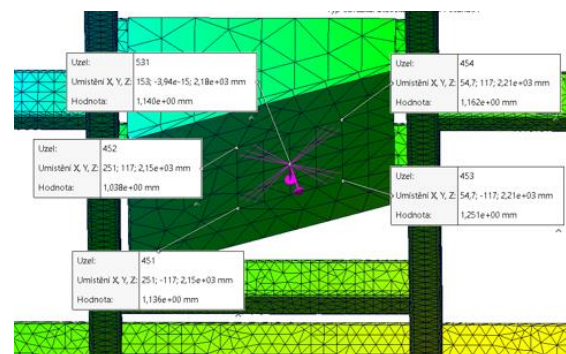 Uzel: 531
Umístění X, Y, Z: 153; -3,94e-15; 2,18e+03 mm
Hodnota: 1,140e+00 mm
Uzel: 454
Umístění X, Y, Z: 54,7; 117; 2,21e+03 mm
Hodnota: 1,162e+00 mm
Uzel: 452
Umístění X, Y, Z: 251; 117; 2,15e+03 mm
Hodnota: 1,038e+00 mm
Uzel: 453
Umístění X, Y, Z: 54,7; -117; 2,21e+03 mm
Hodnota: 1,251e+00 mm
Uzel: 451
Umístění X, Y, Z: 251; -117; 2,15e+03 mm
Hodnota: 1,136e+00 mm